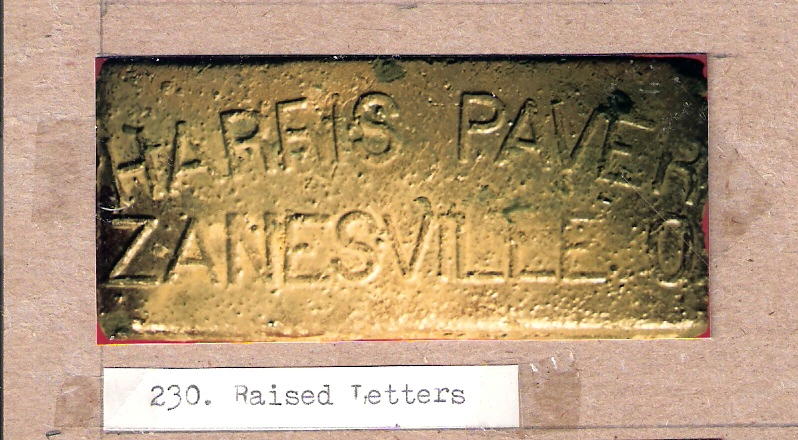 HARRIS PAVER
ZANESVILLE O
230. Raised Letters